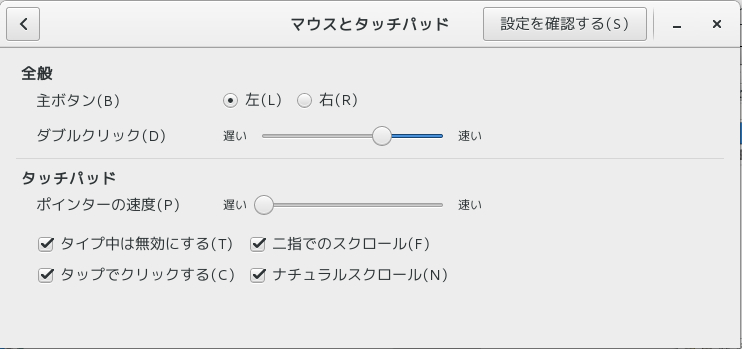 マウスとタッチパッド 設定を確認する(S)
全般
主ボタン(B) 左(L) 右(R)
ダブルクリック(D) 遅い 速い
タッチパッド
ポインターの速度(P) 遅い 速い
タイプ中は無効にする(T) 二指でのスクロール(F)
タップでクリックする(C) ナチュラルスクロール(N)